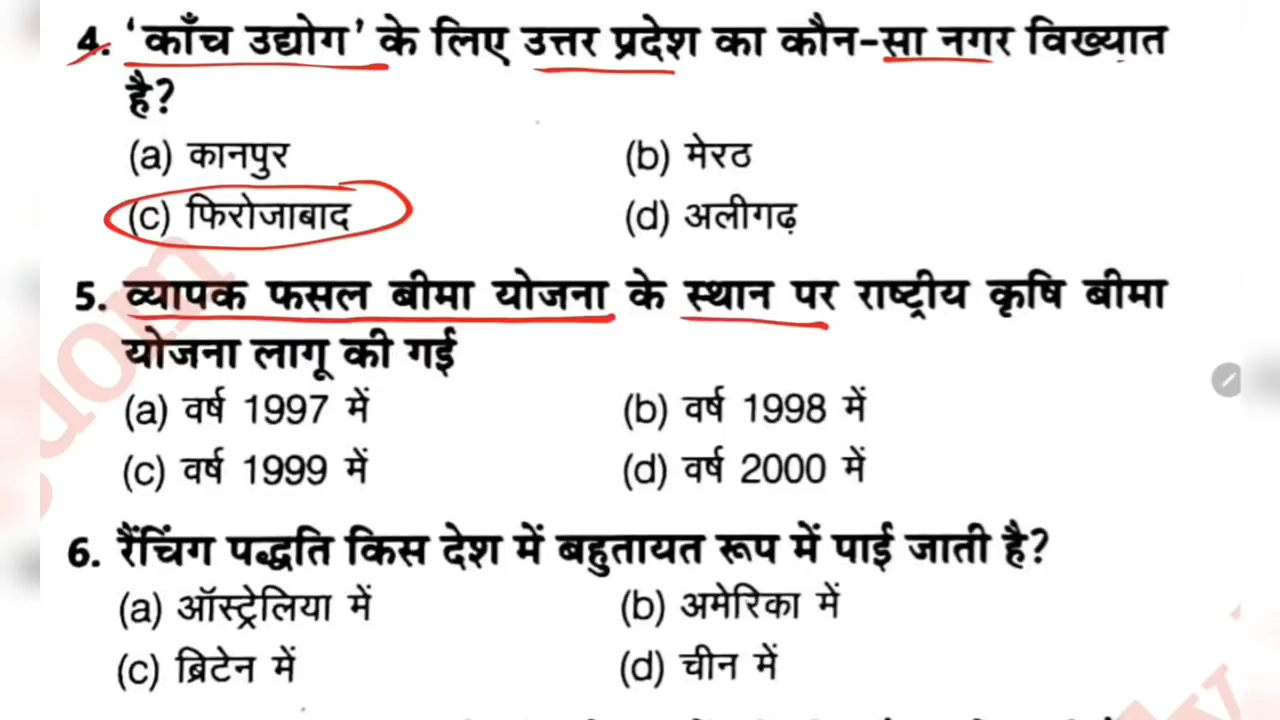 4. 'काँच उद्योग' के लिए उत्तर प्रदेश का कौन-सा नगर विख्यात
है?
(a) कानपुर (b) मेरठ
(c) फिरोजाबाद (d) अलीगढ़
5. व्यापक फसल बीमा योजना के स्थान पर राष्ट्रीय कृषि बीमा
योजना लागू की गई
(a) वर्ष 1997 में (b) वर्ष 1998 में
(c) वर्ष 1999 में (d) वर्ष 2000 में
6. रैंचिंग पद्धति किस देश में बहुतायत रूप में पाई जाती है?
(a) ऑस्ट्रेलिया में (b) अमेरिका में
(c) ब्रिटेन में (d) चीन में